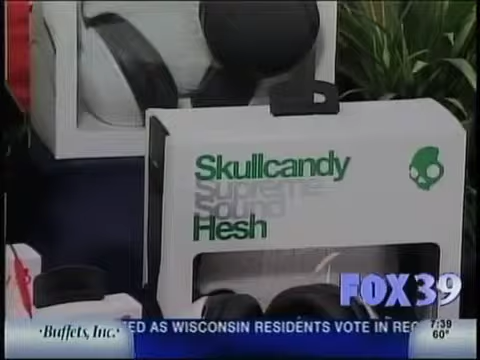 Skullcandy
Supreme
Sound
Hesh
FOX39
·Buffets, Inc.·
ED AS WISCONSIN RESIDENTS VOTE IN REC
7:39
60°